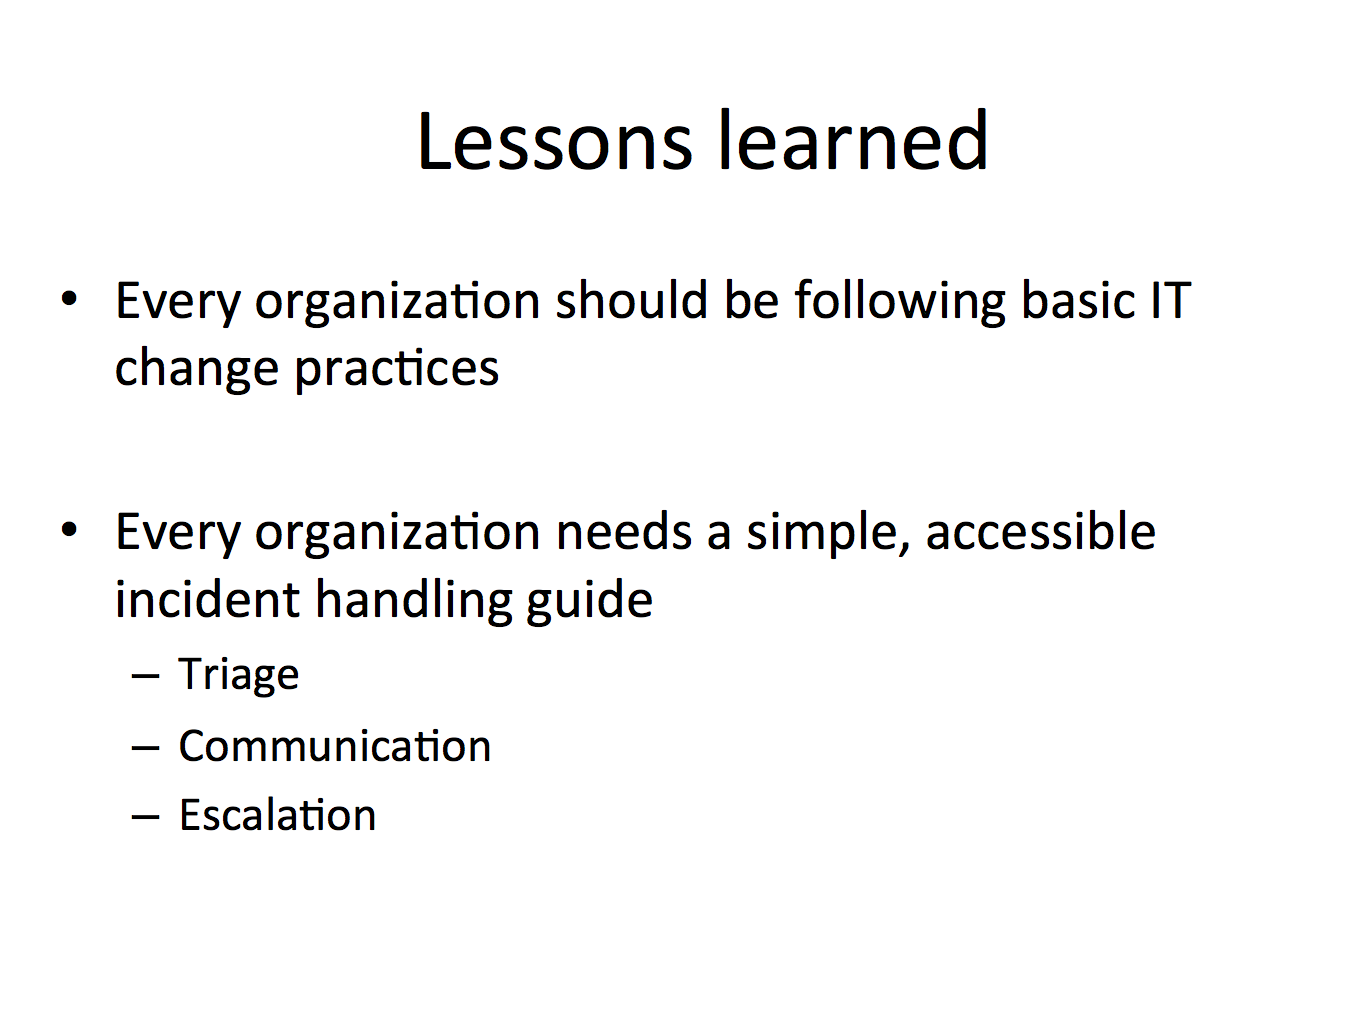 Lessons learned
• Every organization should be following basic IT
change practices
• Every organization needs a simple, accessible
incident handling guide
– Triage
– Communication
– Escalation